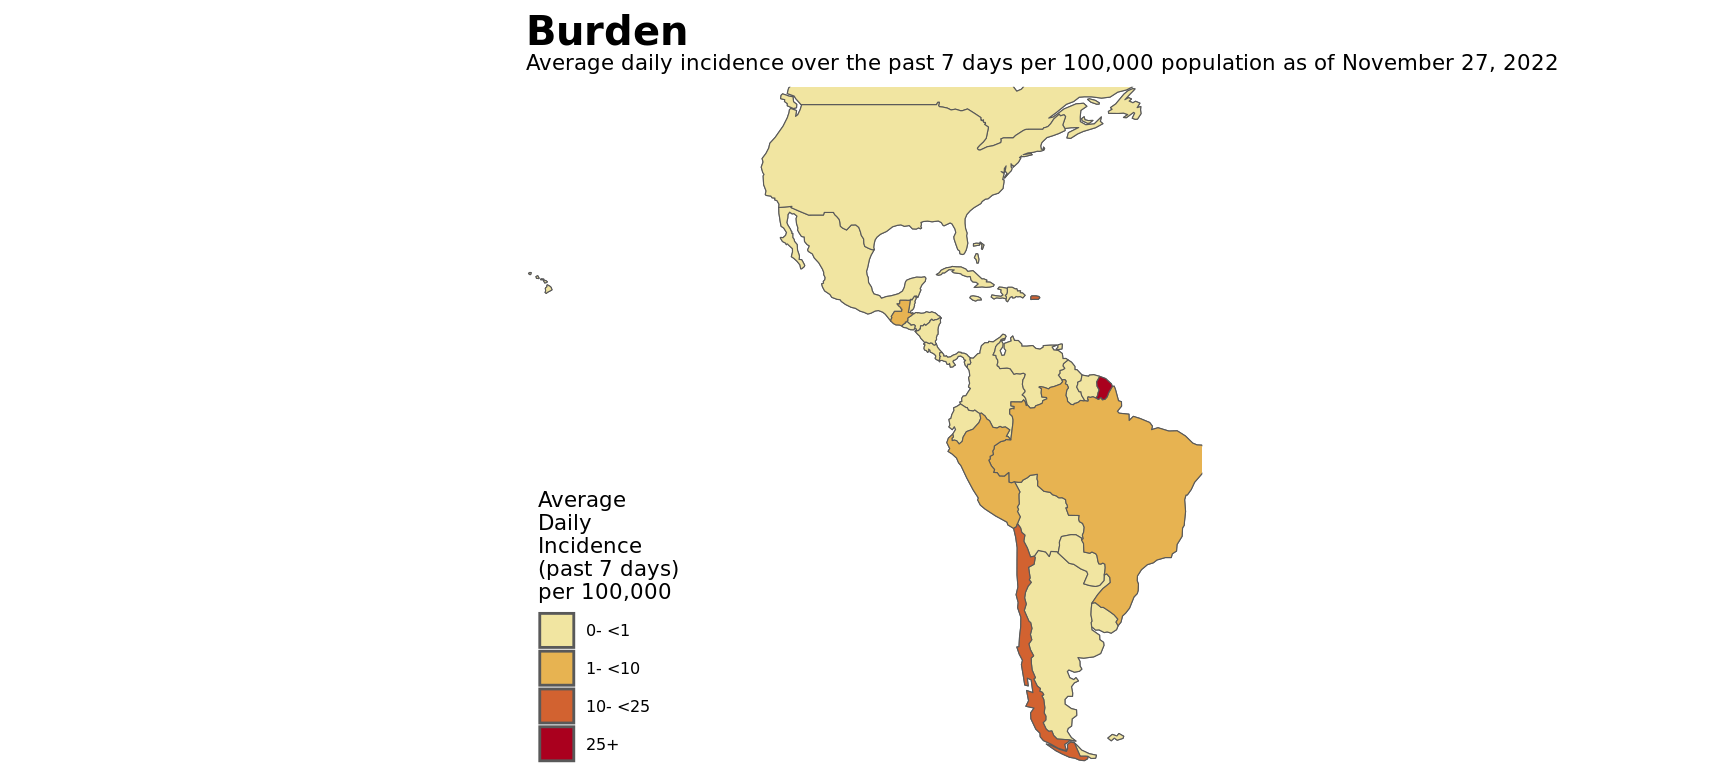 Burden
Average daily incidence over the past 7 days per 100,000 population as of November 27, 2022
Average
Daily
Incidence
(past 7 days)
per 100,000
0- <1
1- <10
10- <25
25+